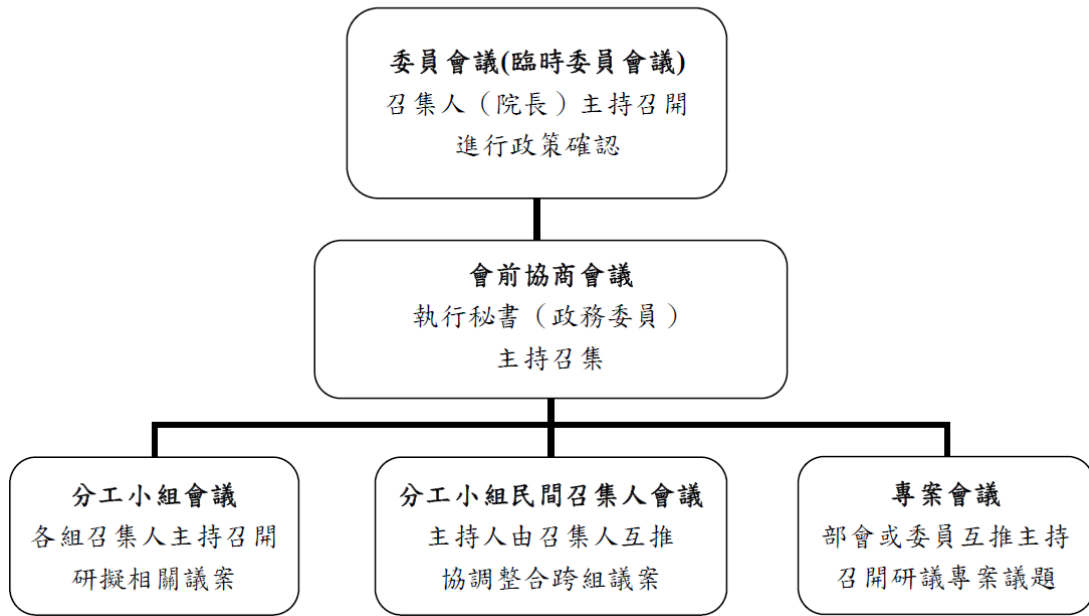 委員會議(臨時委員會議)
召集人（院長）主持召開
進行政策確認
會前協商會議
執行秘書（政務委員）
主持召集
分工小組會議
各組召集人主持召開
研擬相關議案
分工小組民間召集人會議
主持人由召集人互推
協調整合跨組議案
專案會議
部會或委員互推主持
召開研議專案議題